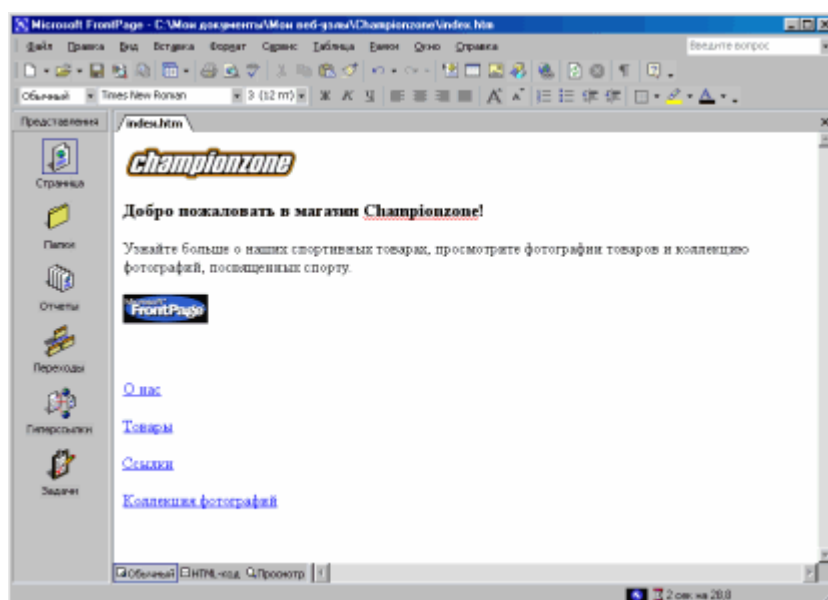 Microsoft FrontPage - C:\Мои документы\Мои веб-узлы\Championzone\index.htm
Файл Правка Вид Вставка Формат Сервис Таблица Рамки Окно Справка
Введите вопрос
Обычный Times New Roman 3 (12 пт) Ж К Ч
Представления
index.htm
Страница
Папки
Отчеты
Переходы
Гиперссылки
Задачи
championzone
Добро пожаловать в магазин Championzone!
Узнайте больше о наших спортивных товарах, просмотрите фотографии товаров и коллекцию
фотографий, посвященных спорту.
Microsoft
FrontPage
О нас
Товары
Ссылки
Коллекция фотографий
Обычный HTML-код Просмотр
2 сек. на 28,8